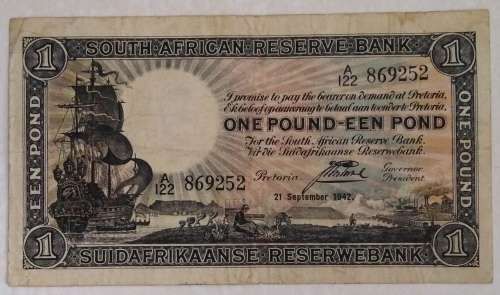 1
SOUTH AFRICAN RESERVE BANK
1
A/122 869252
I promise to pay the bearer on demand at Pretoria.
Ek beloof op aanvraag te betaal aan toonder te Pretoria.
ONE POUND-EEN POND
For the South African Reserve Bank.
Vir die Suidafrikaanse Reserwebank.
A/122 869252
Pretoria.
Governor
President
21 September 1942.
EEN POND
ONE POUND
1
SUIDAFRIKAANSE RESERWEBANK
1